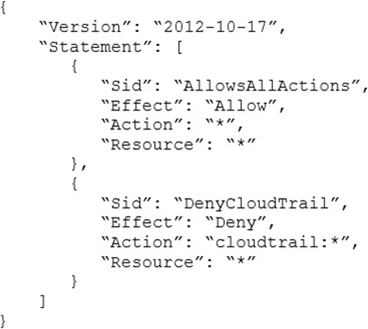 {
“Version”: “2012-10-17”,
“Statement”: [
{
“Sid”: “AllowsAllActions”,
“Effect”: “Allow”,
“Action”: “*”,
“Resource”: “*”
},
{
“Sid”: “DenyCloudTrail”,
“Effect”: “Deny”,
“Action”: “cloudtrail:*”,
“Resource”: “*”
}
]
}